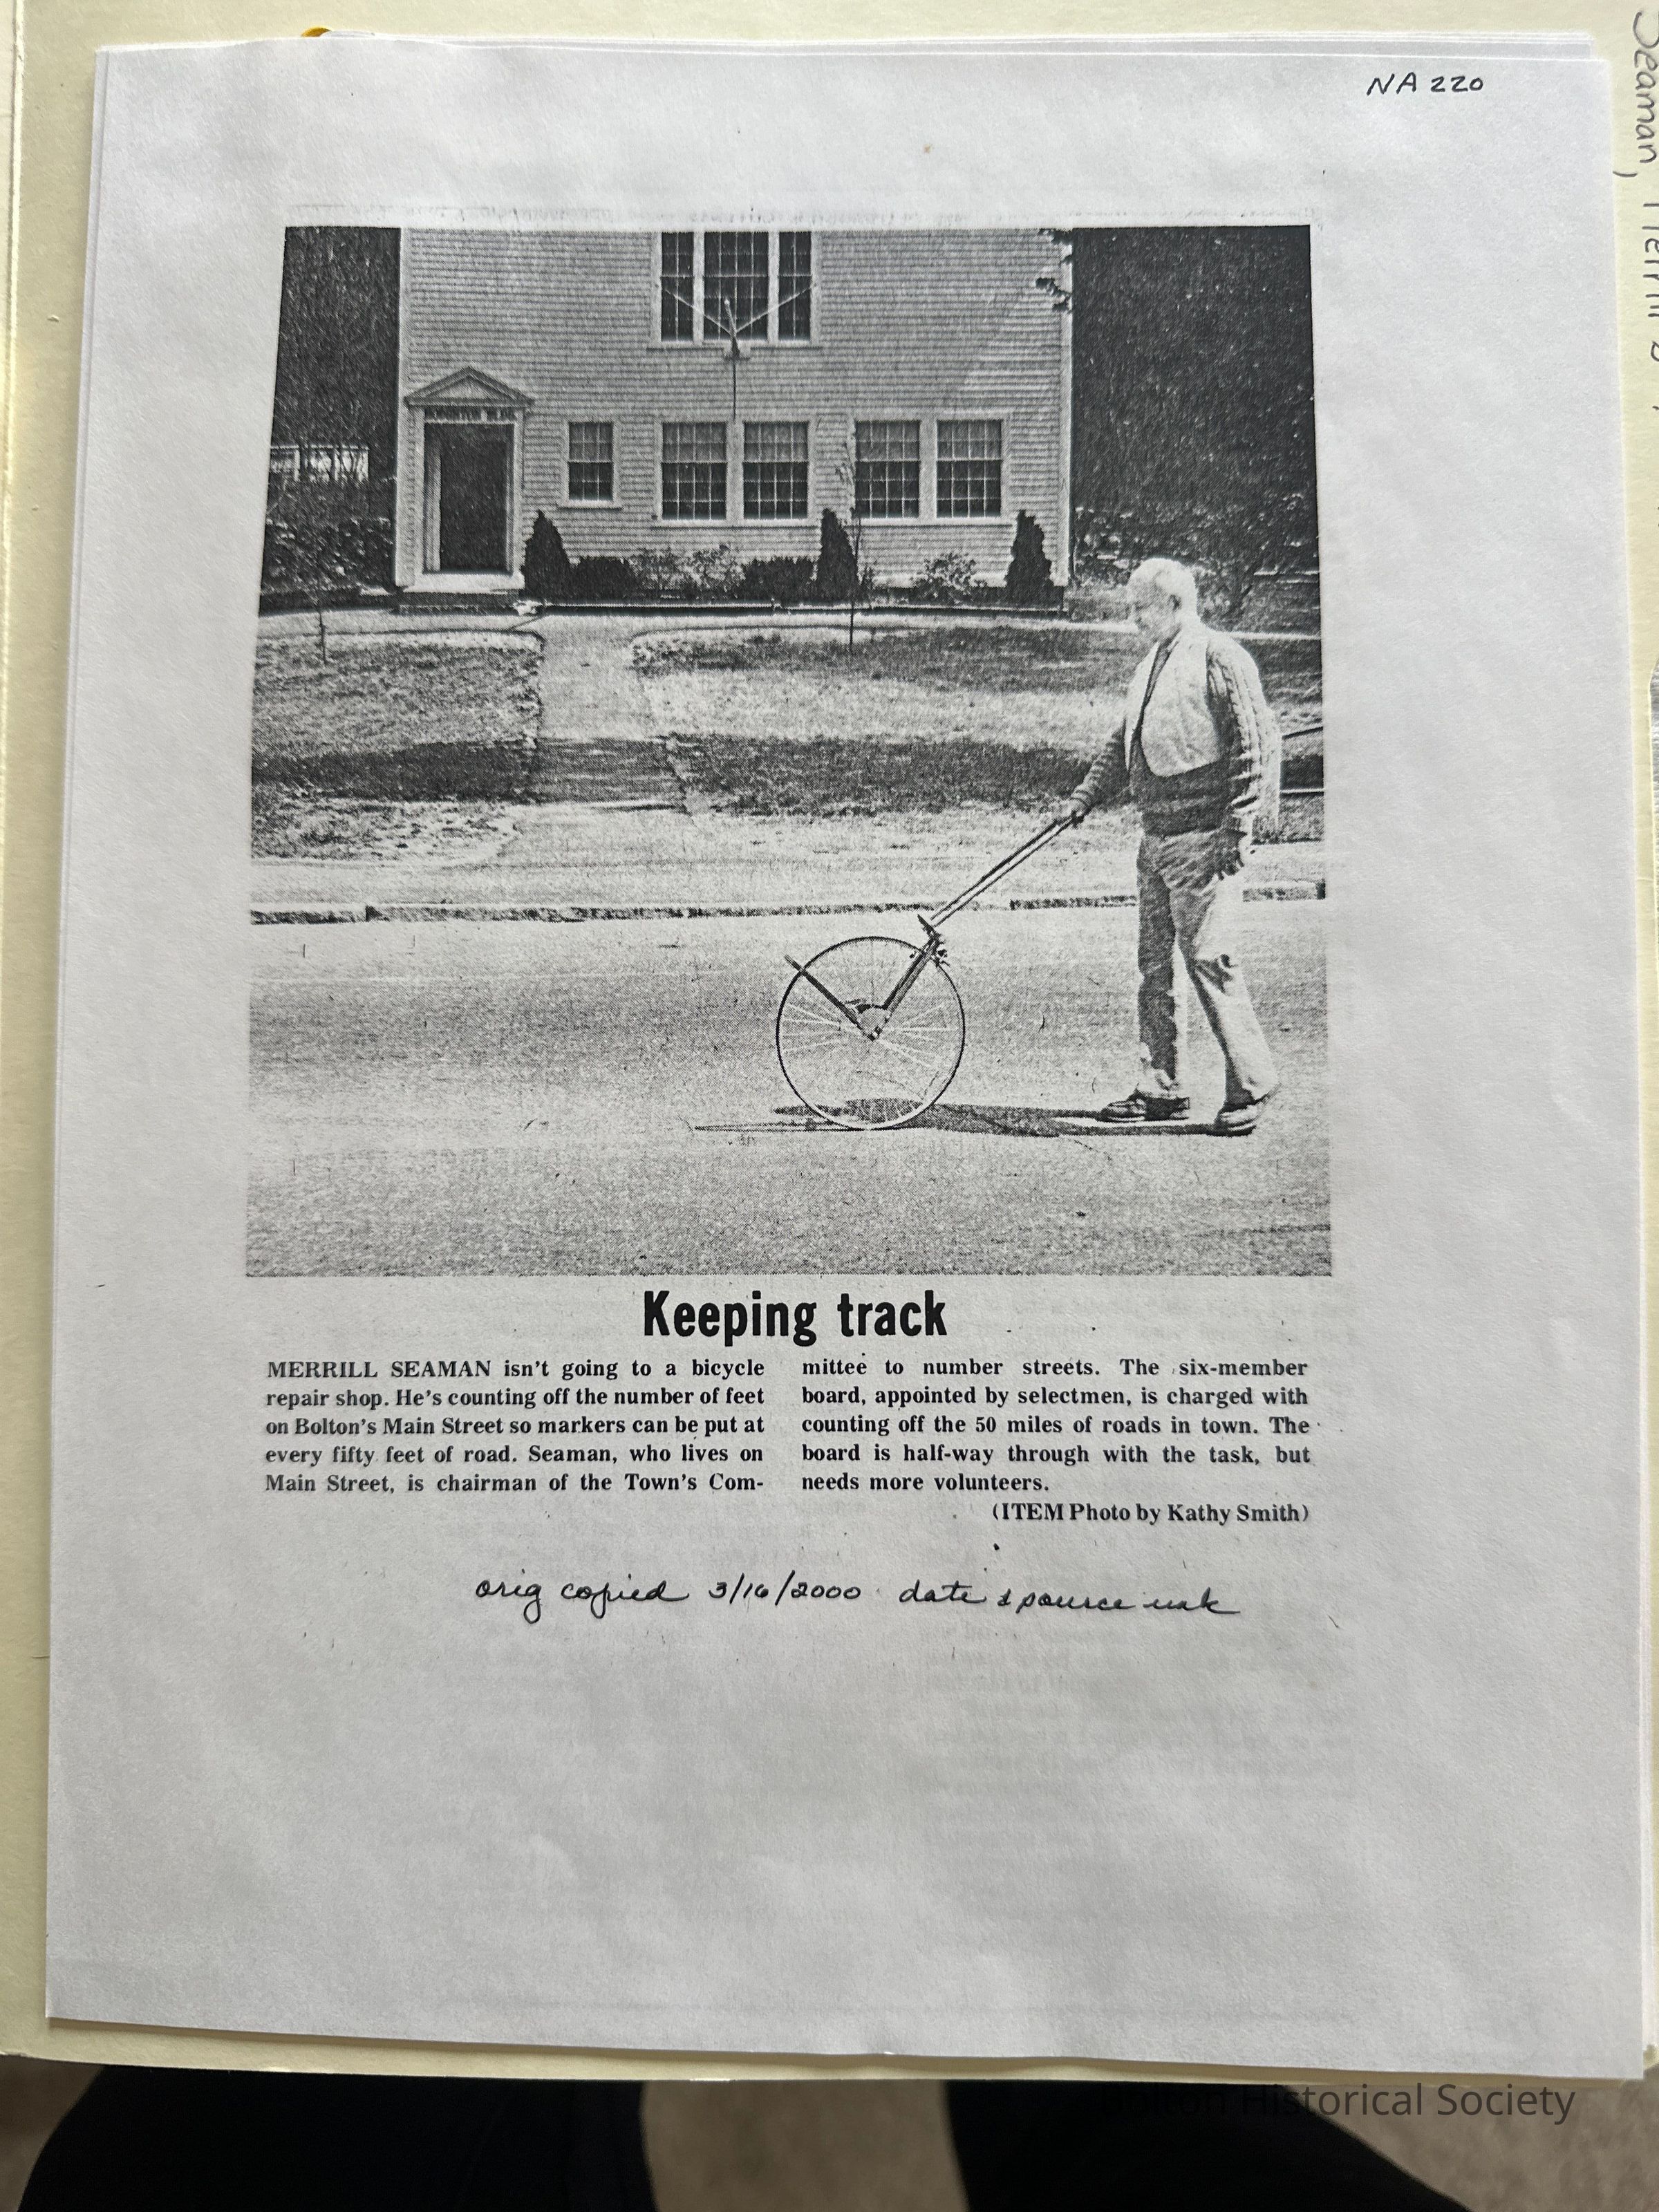 NA 220
Seaman,
Keeping track
MERRILL SEAMAN isn't going to a bicycle
repair shop. He's counting off the number of feet
on Bolton's Main Street so markers can be put at
every fifty feet of road. Seaman, who lives on
Main Street, is chairman of the Town's Com-
mittee to number streets. The six-member
board, appointed by selectmen, is charged with
counting off the 50 miles of roads in town. The
board is half-way through with the task, but
needs more volunteers.
(ITEM Photo by Kathy Smith)
orig copied 3/16/2000 date & source unk
Bolton Historical Society